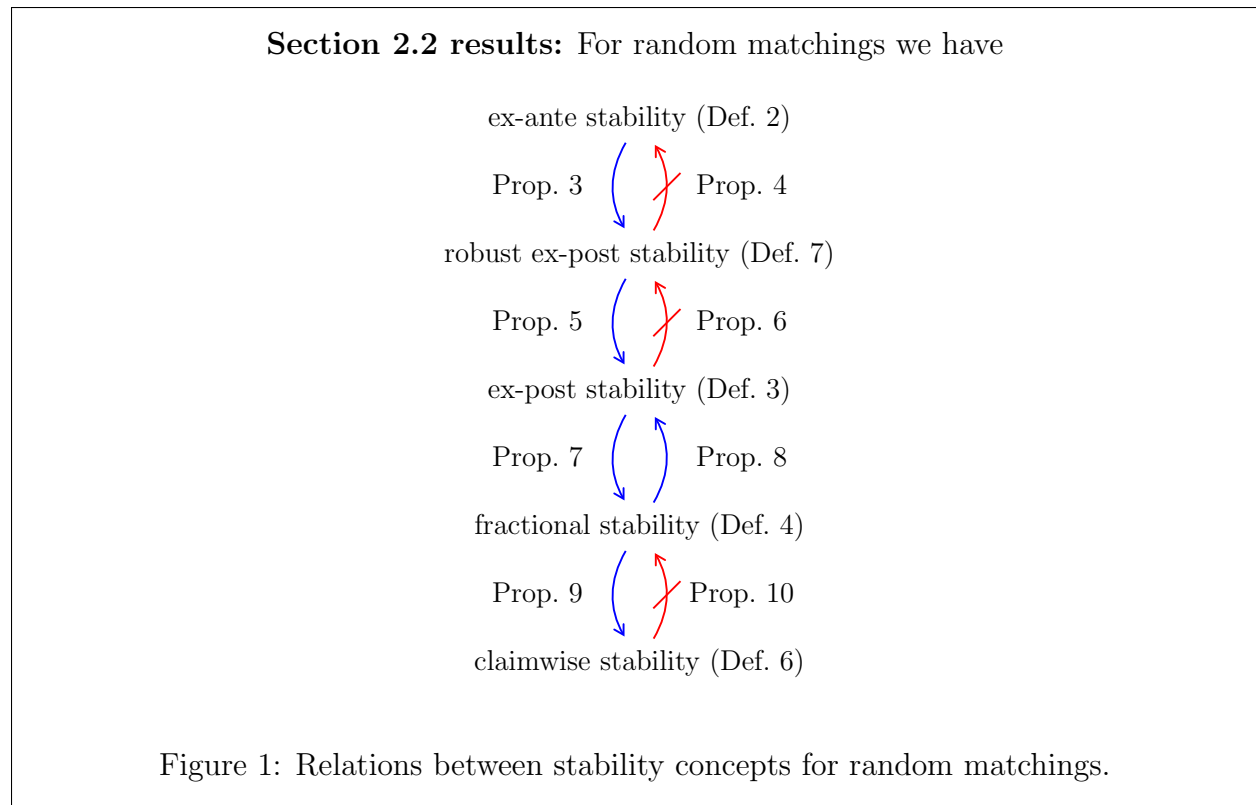 Section 2.2 results: For random matchings we have
ex-ante stability (Def. 2)
Prop. 3 Prop. 4
robust ex-post stability (Def. 7)
Prop. 5 Prop. 6
ex-post stability (Def. 3)
Prop. 7 Prop. 8
fractional stability (Def. 4)
Prop. 9 Prop. 10
claimwise stability (Def. 6)
Figure 1: Relations between stability concepts for random matchings.